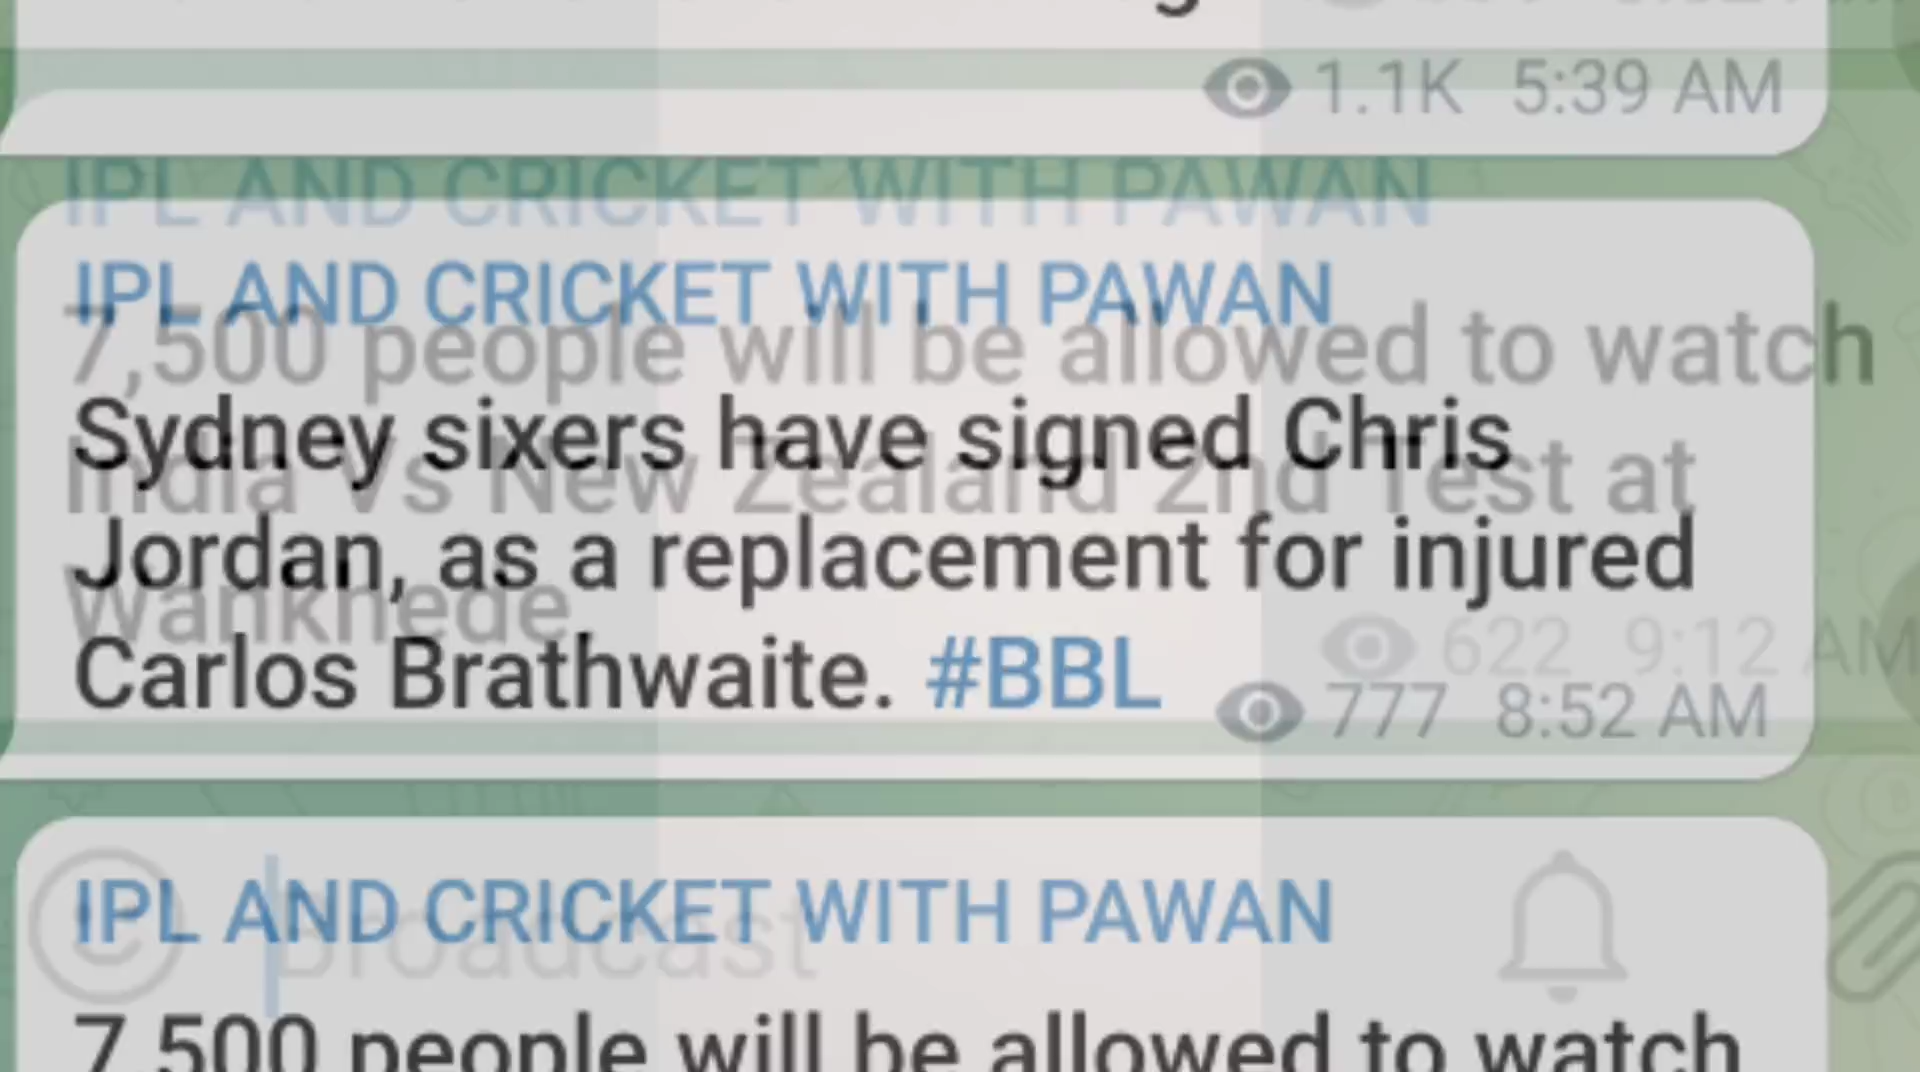 1.1K 5:39 AM
IPL AND CRICKET WITH PAWAN
IPL AND CRICKET WITH PAWAN
7,500 people will be allowed to watch
Sydney sixers have signed Chris
India Vs New Zealand 2nd Test at
Jordan, as a replacement for injured
Wankhede
622 9:12 AM
Carlos Brathwaite. #BBL
777 8:52 AM
IPL AND CRICKET WITH PAWAN
Broadcast
7,500 people will be allowed to watch